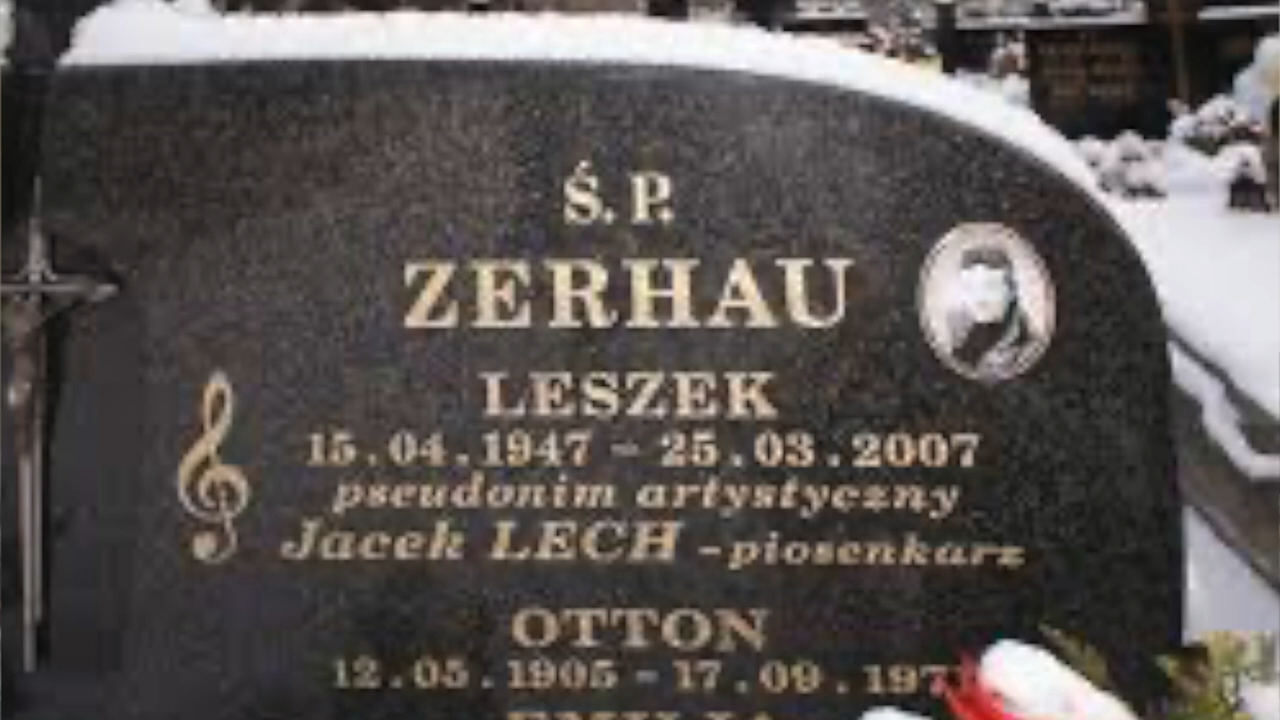 Ś. P.
ZERHAU
LESZEK
15.04.1947 - 25.03.2007
pseudonim artystyczny
Jacek LECH - piosenkarz
OTTON
12.05.1905 - 17.09.197